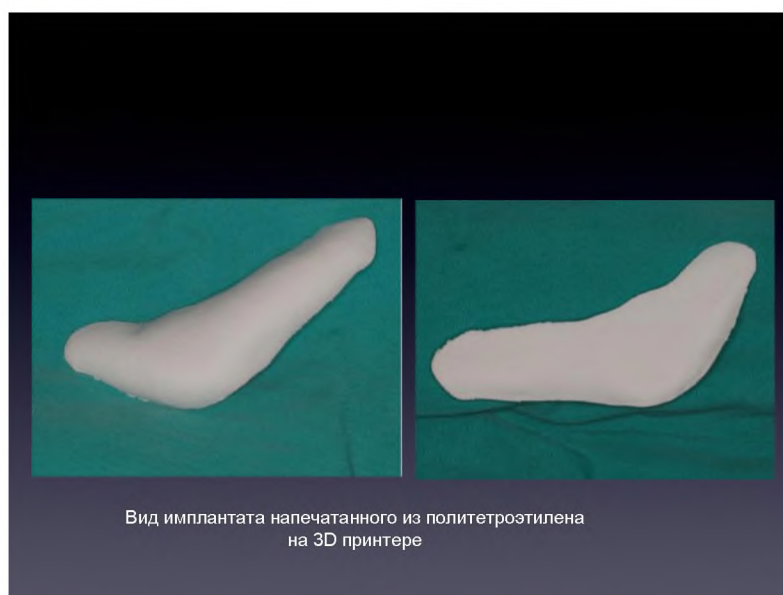 Вид имплантата напечатанного из политетроэтилена
на 3D принтере